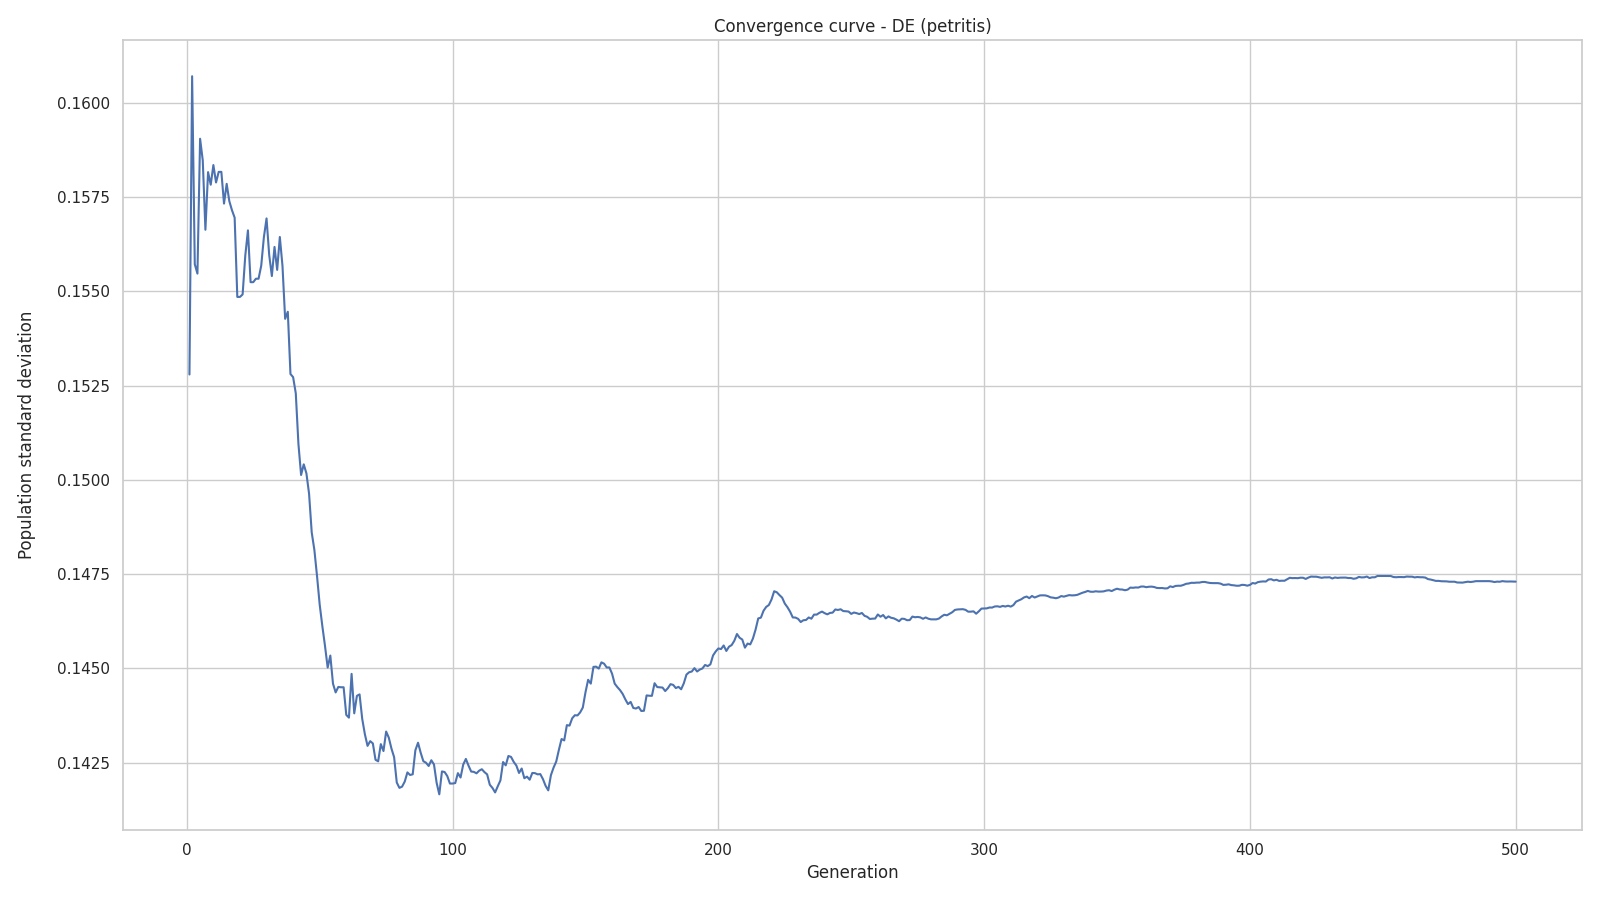 Convergence curve - DE (petritis)
Population standard deviation
0.1600
0.1575
0.1550
0.1525
0.1500
0.1475
0.1450
0.1425
0 100 200 300 400 500
Generation